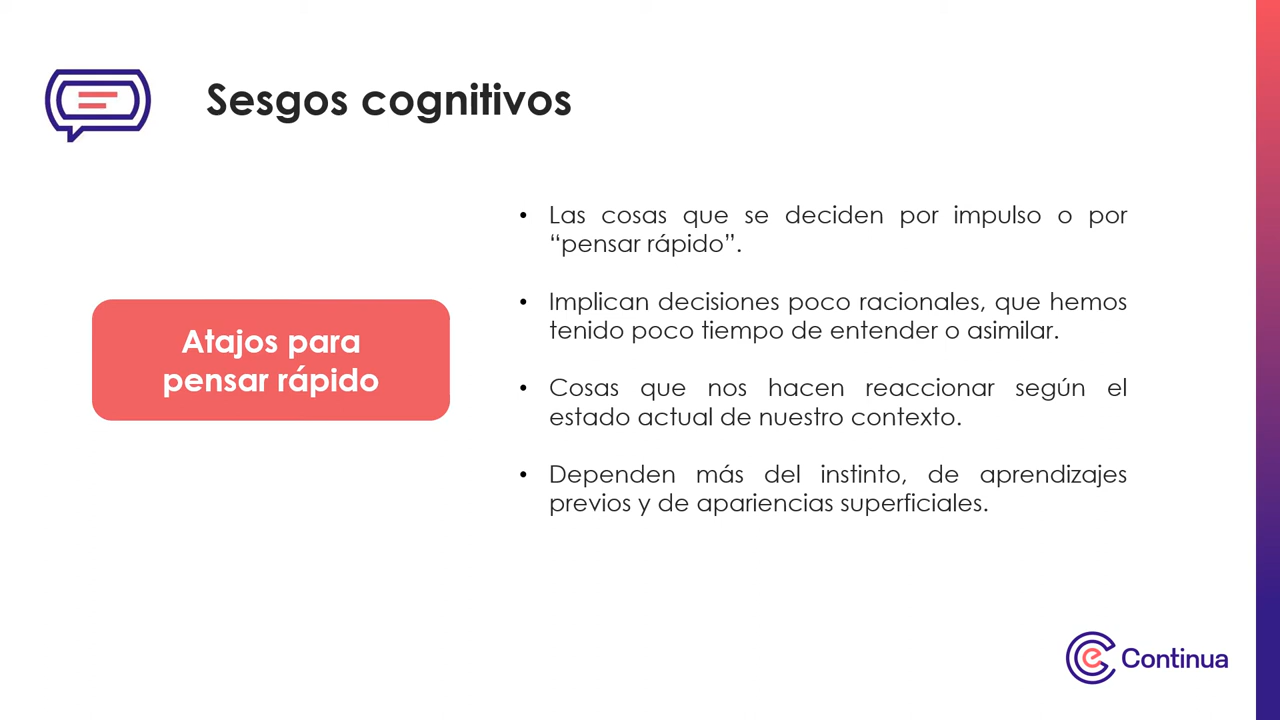 Sesgos cognitivos
Atajos para
pensar rápido
• Las cosas que se deciden por impulso o por
“pensar rápido”.
• Implican decisiones poco racionales, que hemos
tenido poco tiempo de entender o asimilar.
• Cosas que nos hacen reaccionar según el
estado actual de nuestro contexto.
• Dependen más del instinto, de aprendizajes
previos y de apariencias superficiales.
e Continua